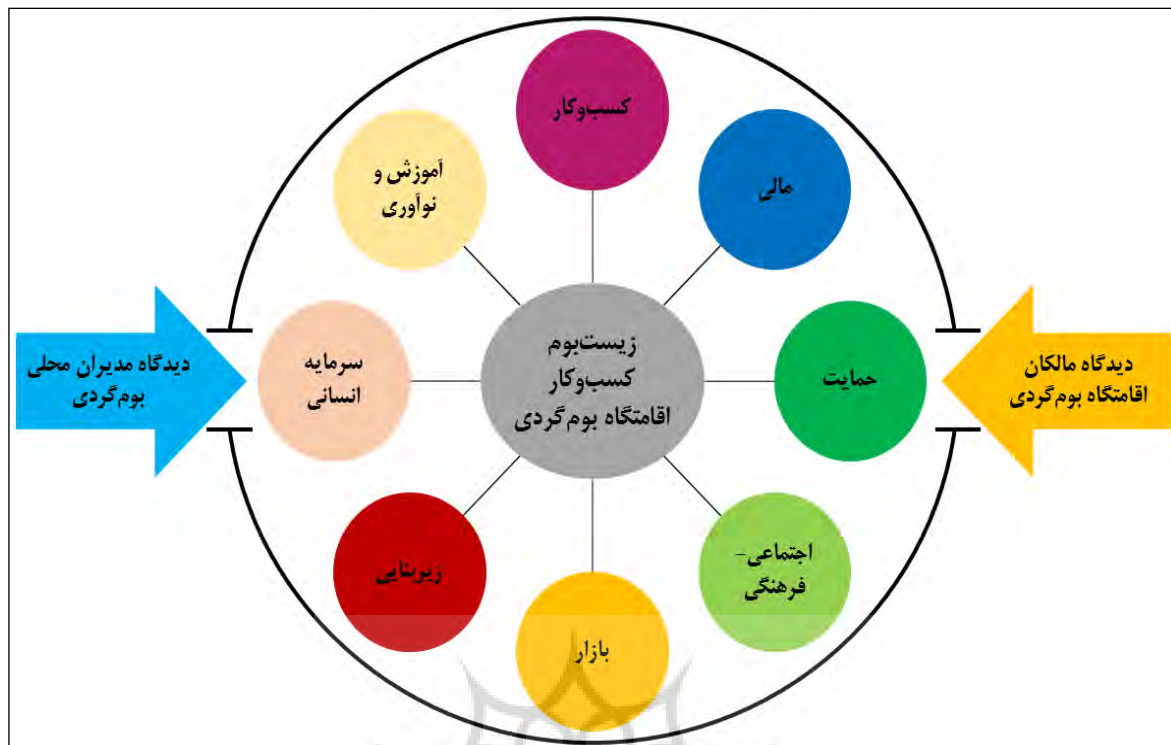 کسب‌وکار
مالی
آموزش و
نوآوری
حمایت
سرمایه
انسانی
زیست‌بوم
کسب‌وکار
اقامتگاه بوم‌گردی
دیدگاه مالکان
اقامتگاه بوم‌گردی
دیدگاه مدیران محلی
بوم‌گردی
اجتماعی-
فرهنگی
زیربنایی
بازار